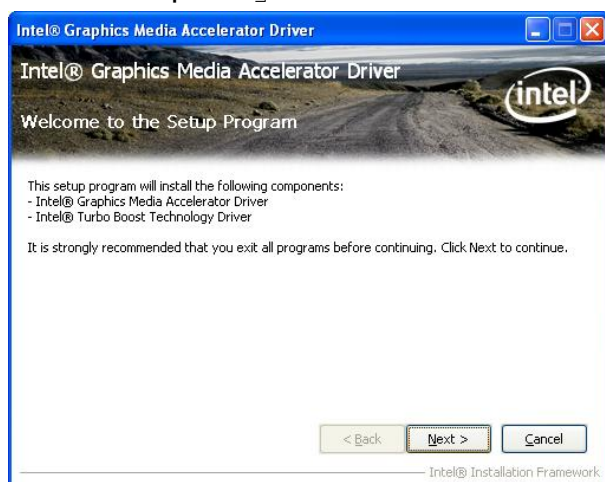 Intel® Graphics Media Accelerator Driver
Intel® Graphics Media Accelerator Driver
intel
Welcome to the Setup Program
This setup program will install the following components:
- Intel® Graphics Media Accelerator Driver
- Intel® Turbo Boost Technology Driver
It is strongly recommended that you exit all programs before continuing. Click Next to continue.
< Back Next > Cancel
Intel® Installation Framework